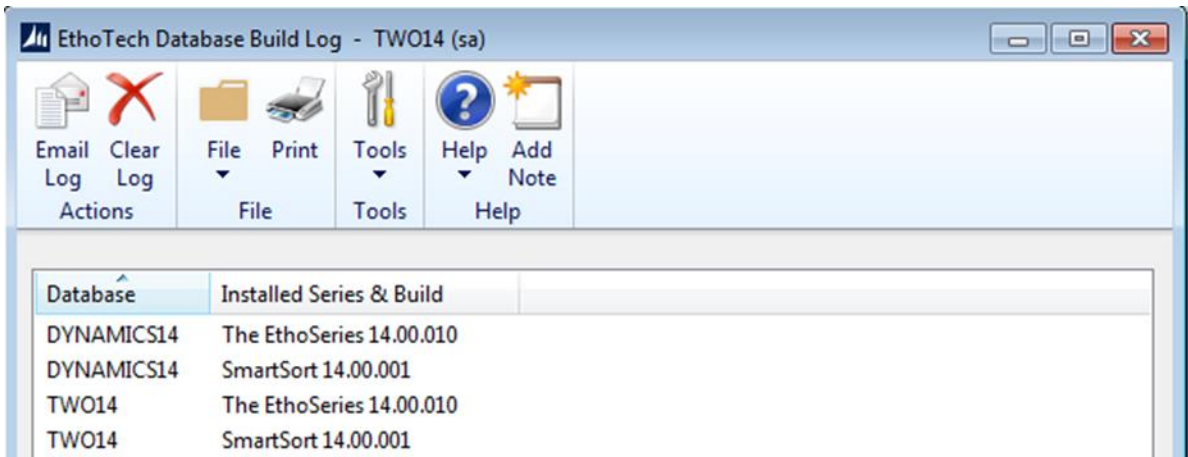 EthoTech Database Build Log - TWO14 (sa)
Email Log
Clear Log
File
Print
Tools
Help
Add Note
Actions
File
Tools
Help
Database Installed Series & Build
DYNAMICS14 The EthoSeries 14.00.010
DYNAMICS14 SmartSort 14.00.001
TWO14 The EthoSeries 14.00.010
TWO14 SmartSort 14.00.001